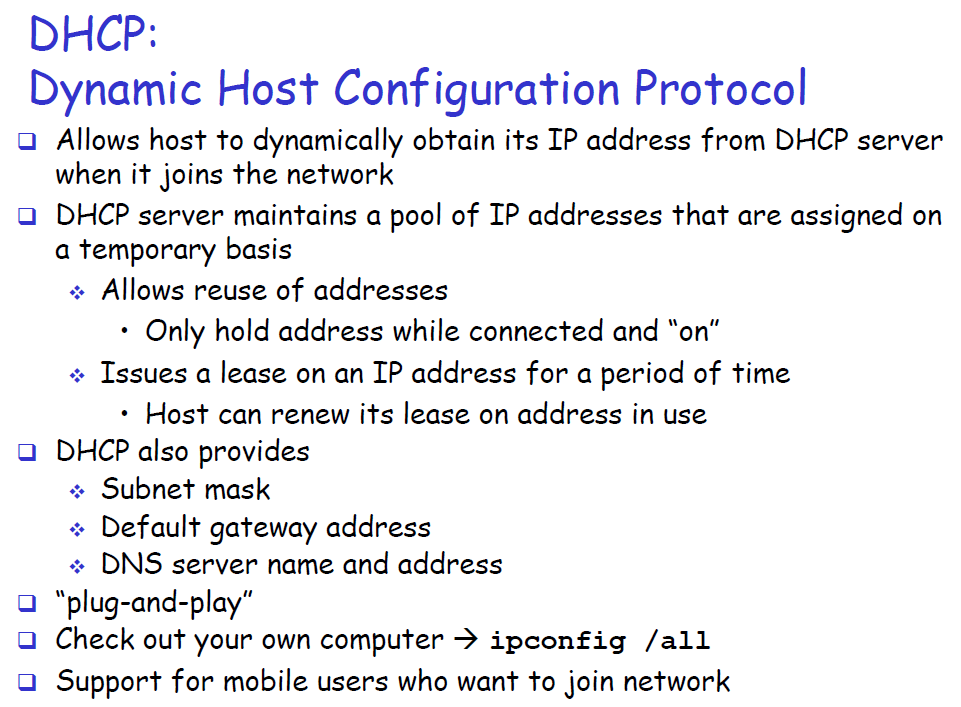 DHCP:
Dynamic Host Configuration Protocol
Allows host to dynamically obtain its IP address from DHCP server
when it joins the network
DHCP server maintains a pool of IP addresses that are assigned on
a temporary basis
Allows reuse of addresses
• Only hold address while connected and “on”
Issues a lease on an IP address for a period of time
• Host can renew its lease on address in use
DHCP also provides
Subnet mask
Default gateway address
DNS server name and address
“plug-and-play”
Check out your own computer → ipconfig /all
Support for mobile users who want to join network